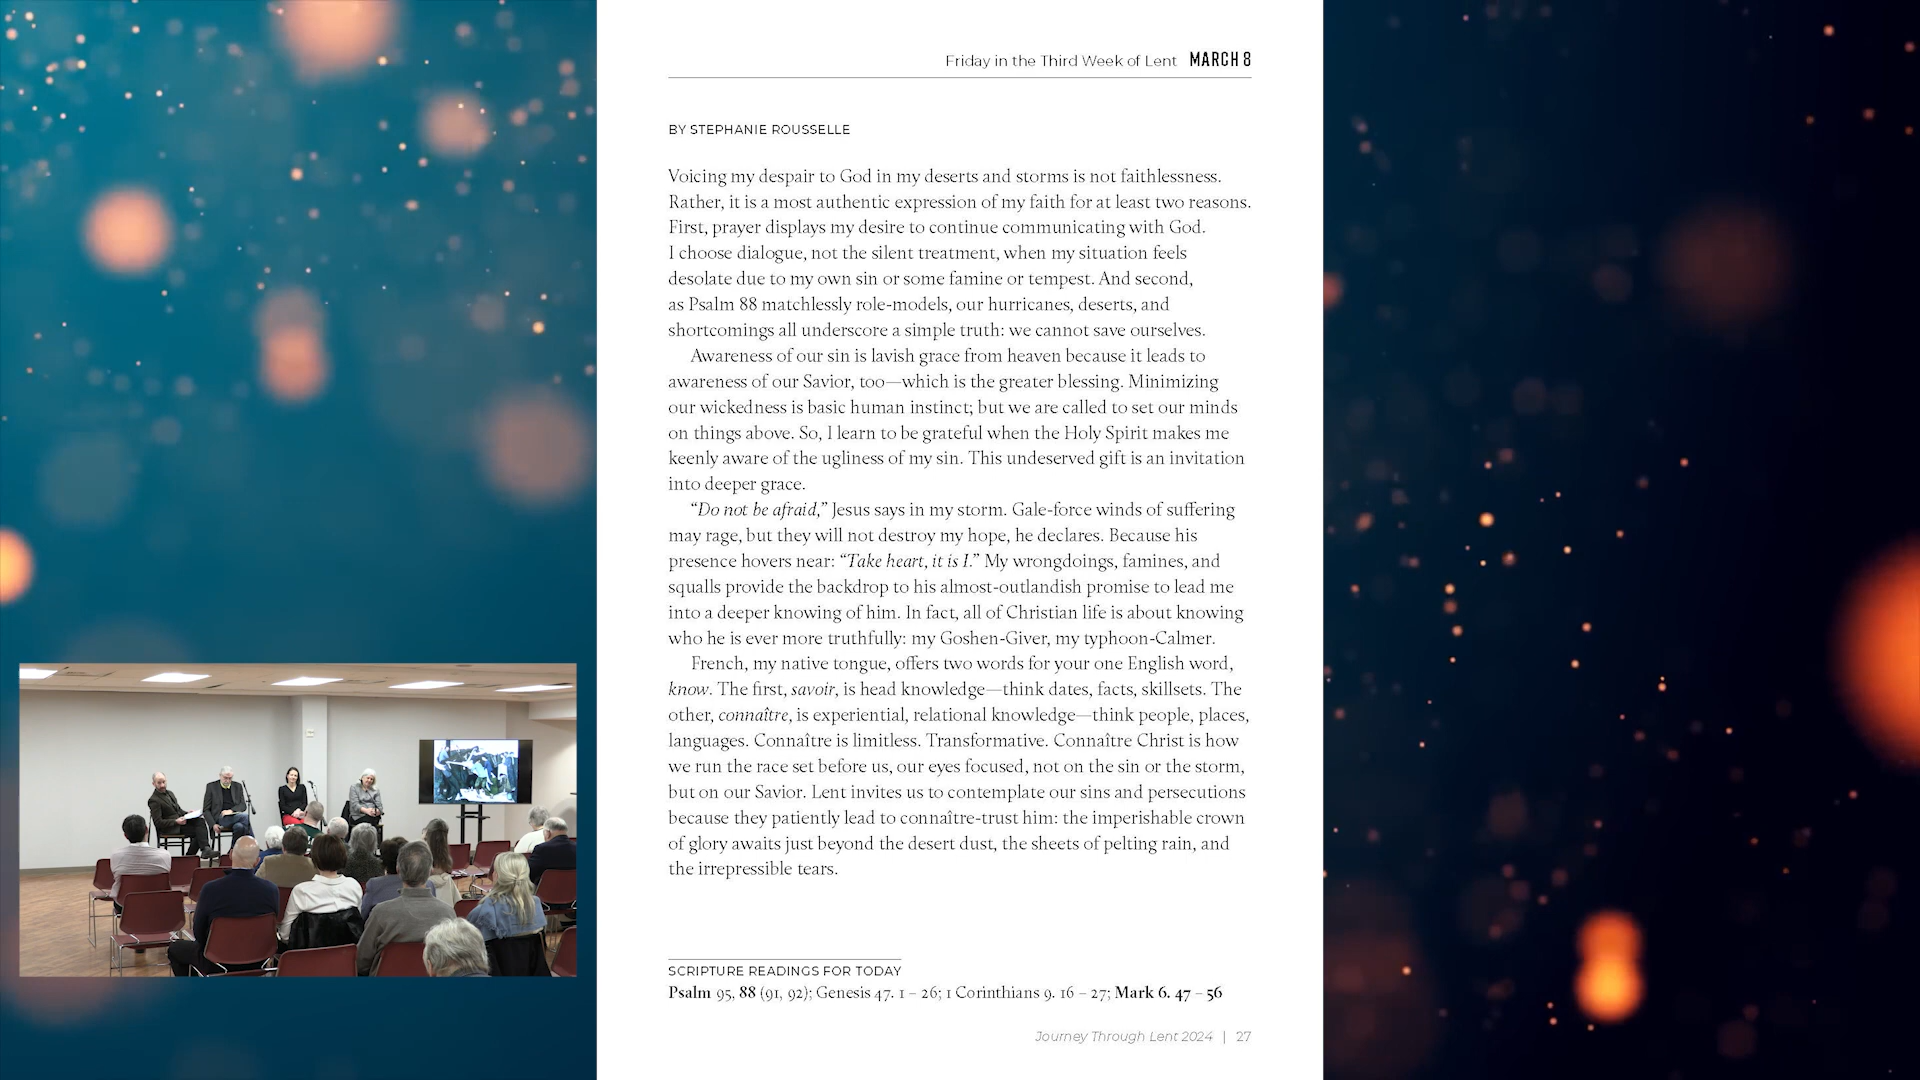 Friday in the Third Week of Lent MARCH 8
BY STEPHANIE ROUSSELLE
Voicing my despair to God in my deserts and storms is not faithlessness.
Rather, it is a most authentic expression of my faith for at least two reasons.
First, prayer displays my desire to continue communicating with God.
I choose dialogue, not the silent treatment, when my situation feels
desolate due to my own sin or some famine or tempest. And second,
as Psalm 88 matchlessly role-models, our hurricanes, deserts, and
shortcomings all underscore a simple truth: we cannot save ourselves.
Awareness of our sin is lavish grace from heaven because it leads to
awareness of our Savior, too—which is the greater blessing. Minimizing
our wickedness is basic human instinct; but we are called to set our minds
on things above. So, I learn to be grateful when the Holy Spirit makes me
keenly aware of the ugliness of my sin. This undeserved gift is an invitation
into deeper grace.
“Do not be afraid,” Jesus says in my storm. Gale-force winds of suffering
may rage, but they will not destroy my hope, he declares. Because his
presence hovers near: “Take heart, it is I.” My wrongdoings, famines, and
squalls provide the backdrop to his almost-outlandish promise to lead me
into a deeper knowing of him. In fact, all of Christian life is about knowing
who he is ever more truthfully: my Goshen-Giver, my typhoon-Calmer.
French, my native tongue, offers two words for your one English word,
know. The first, savoir, is head knowledge—think dates, facts, skillsets. The
other, connaître, is experiential, relational knowledge—think people, places,
languages. Connaître is limitless. Transformative. Connaître Christ is how
we run the race set before us, our eyes focused, not on the sin or the storm,
but on our Savior. Lent invites us to contemplate our sins and persecutions
because they patiently lead to connaître-trust him: the imperishable crown
of glory awaits just beyond the desert dust, the sheets of pelting rain, and
the irrepressible tears.
SCRIPTURE READINGS FOR TODAY
Psalm 95, 88 (91, 92); Genesis 47. 1 – 26; 1 Corinthians 9. 16 – 27; Mark 6. 47 – 56
Journey Through Lent 2024 | 27